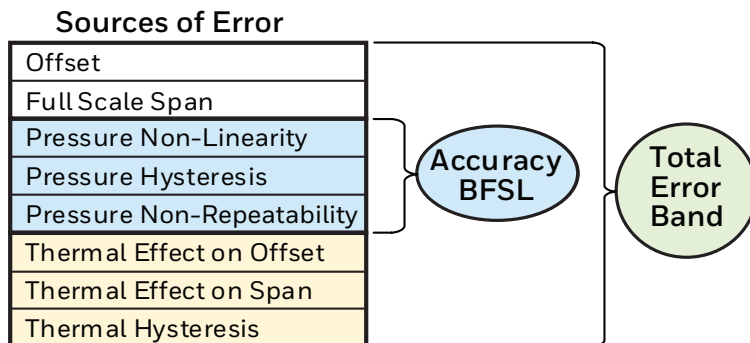 Sources of Error
Offset
Full Scale Span
Pressure Non-Linearity
Pressure Hysteresis
Pressure Non-Repeatability
Thermal Effect on Offset
Thermal Effect on Span
Thermal Hysteresis
Accuracy
BFSL
Total
Error
Band